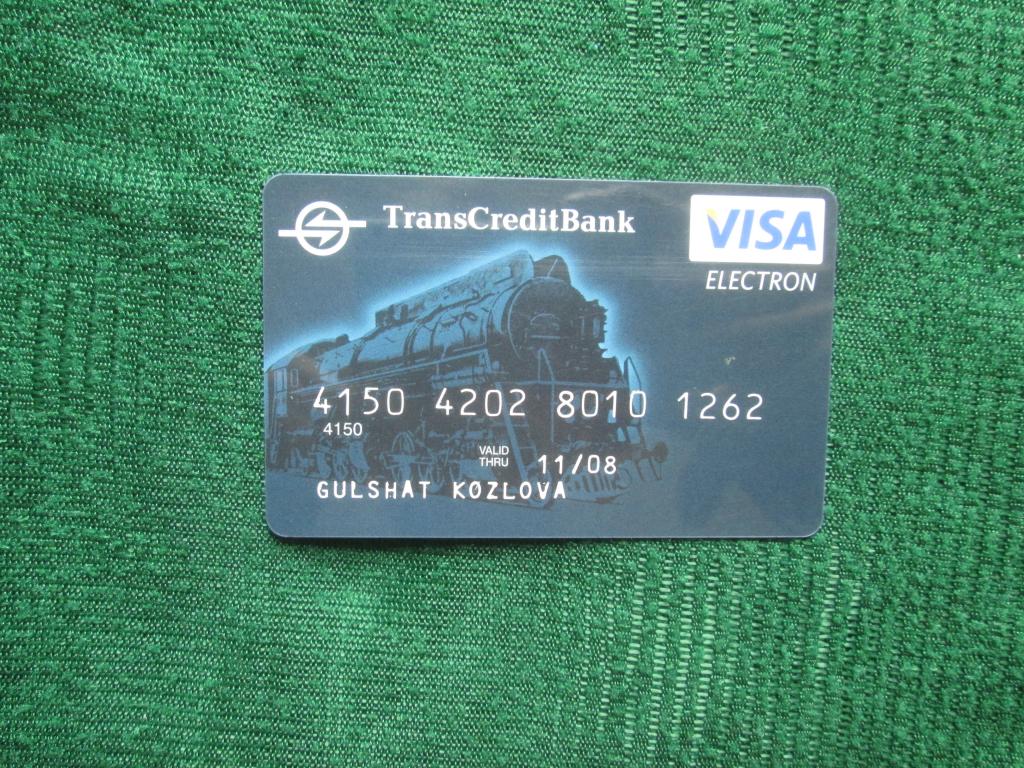 TransCreditBank
VISA
ELECTRON
4150 4202 8010 1262
4150
VALID
THRU 11/08
GULSHAT KOZLOVA